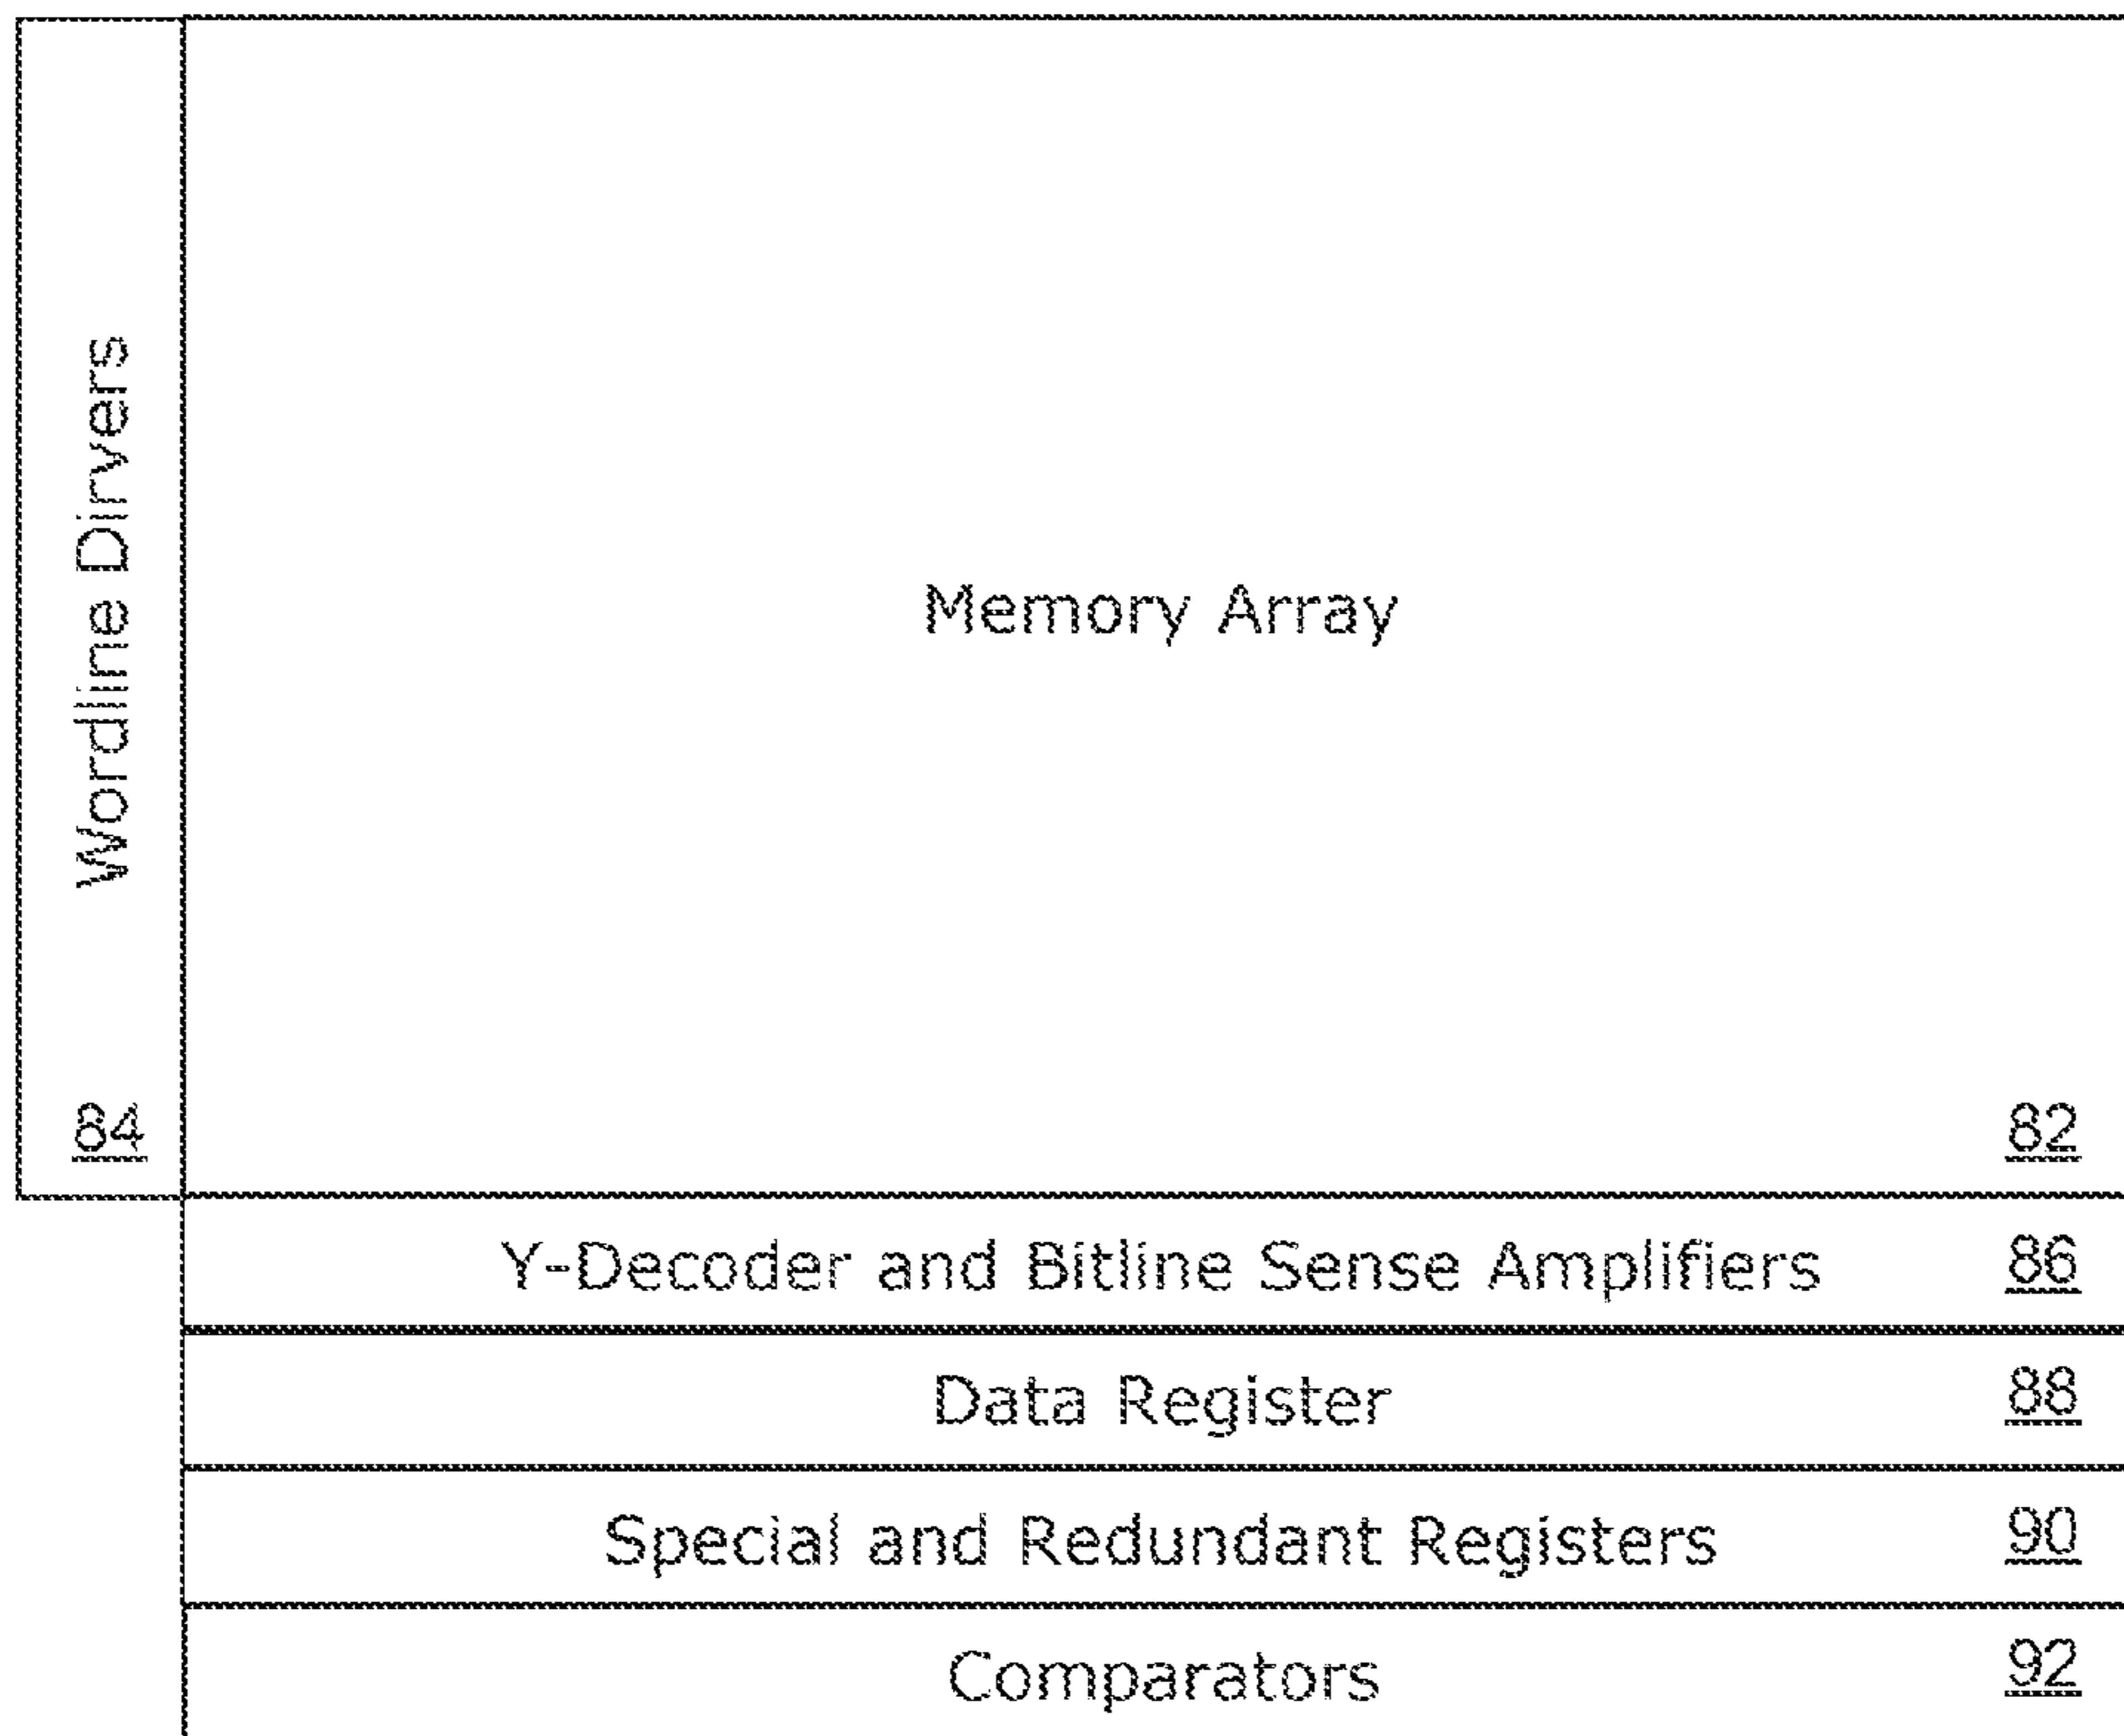 Wordline Dirvers
84
Memory Array
82
Y-Decoder and Bitline Sense Amplifiers 86
Data Register 88
Special and Redundant Registers 90
Comparators 92